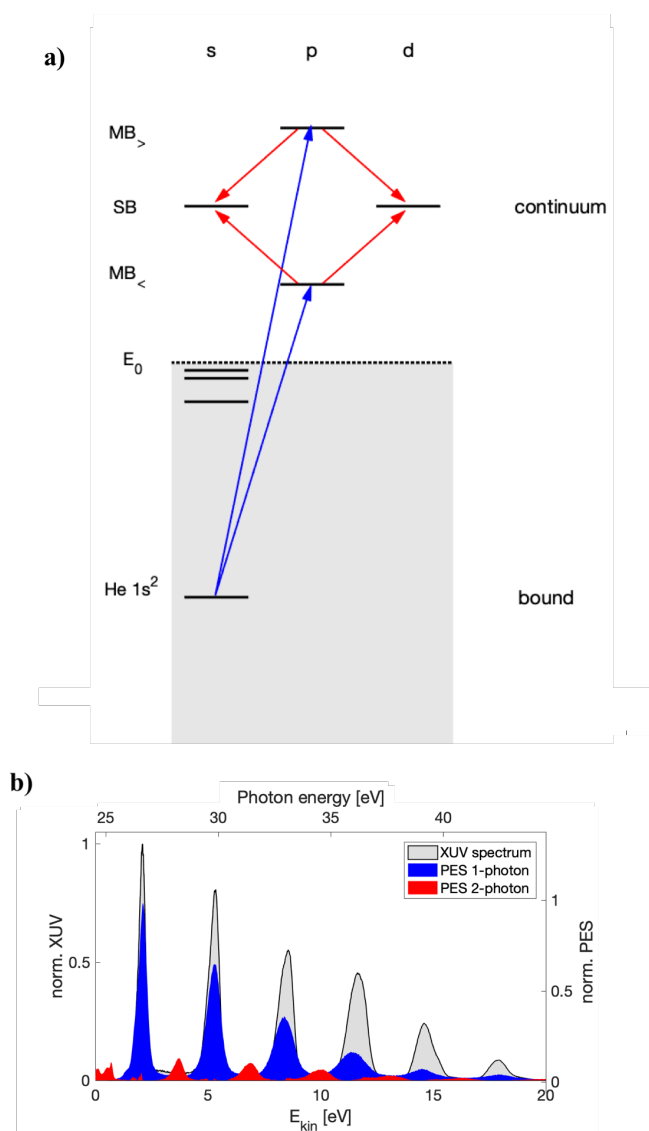 a)
s p d
MB>
SB
continuum
MB<
E0
He 1s2
bound
b)
Photon energy [eV]
25 30 35 40
XUV spectrum
PES 1-photon
PES 2-photon
1
0.5
0
norm. XUV
1
0.5
0
norm. PES
0 5 10 15 20
Ekin [eV]